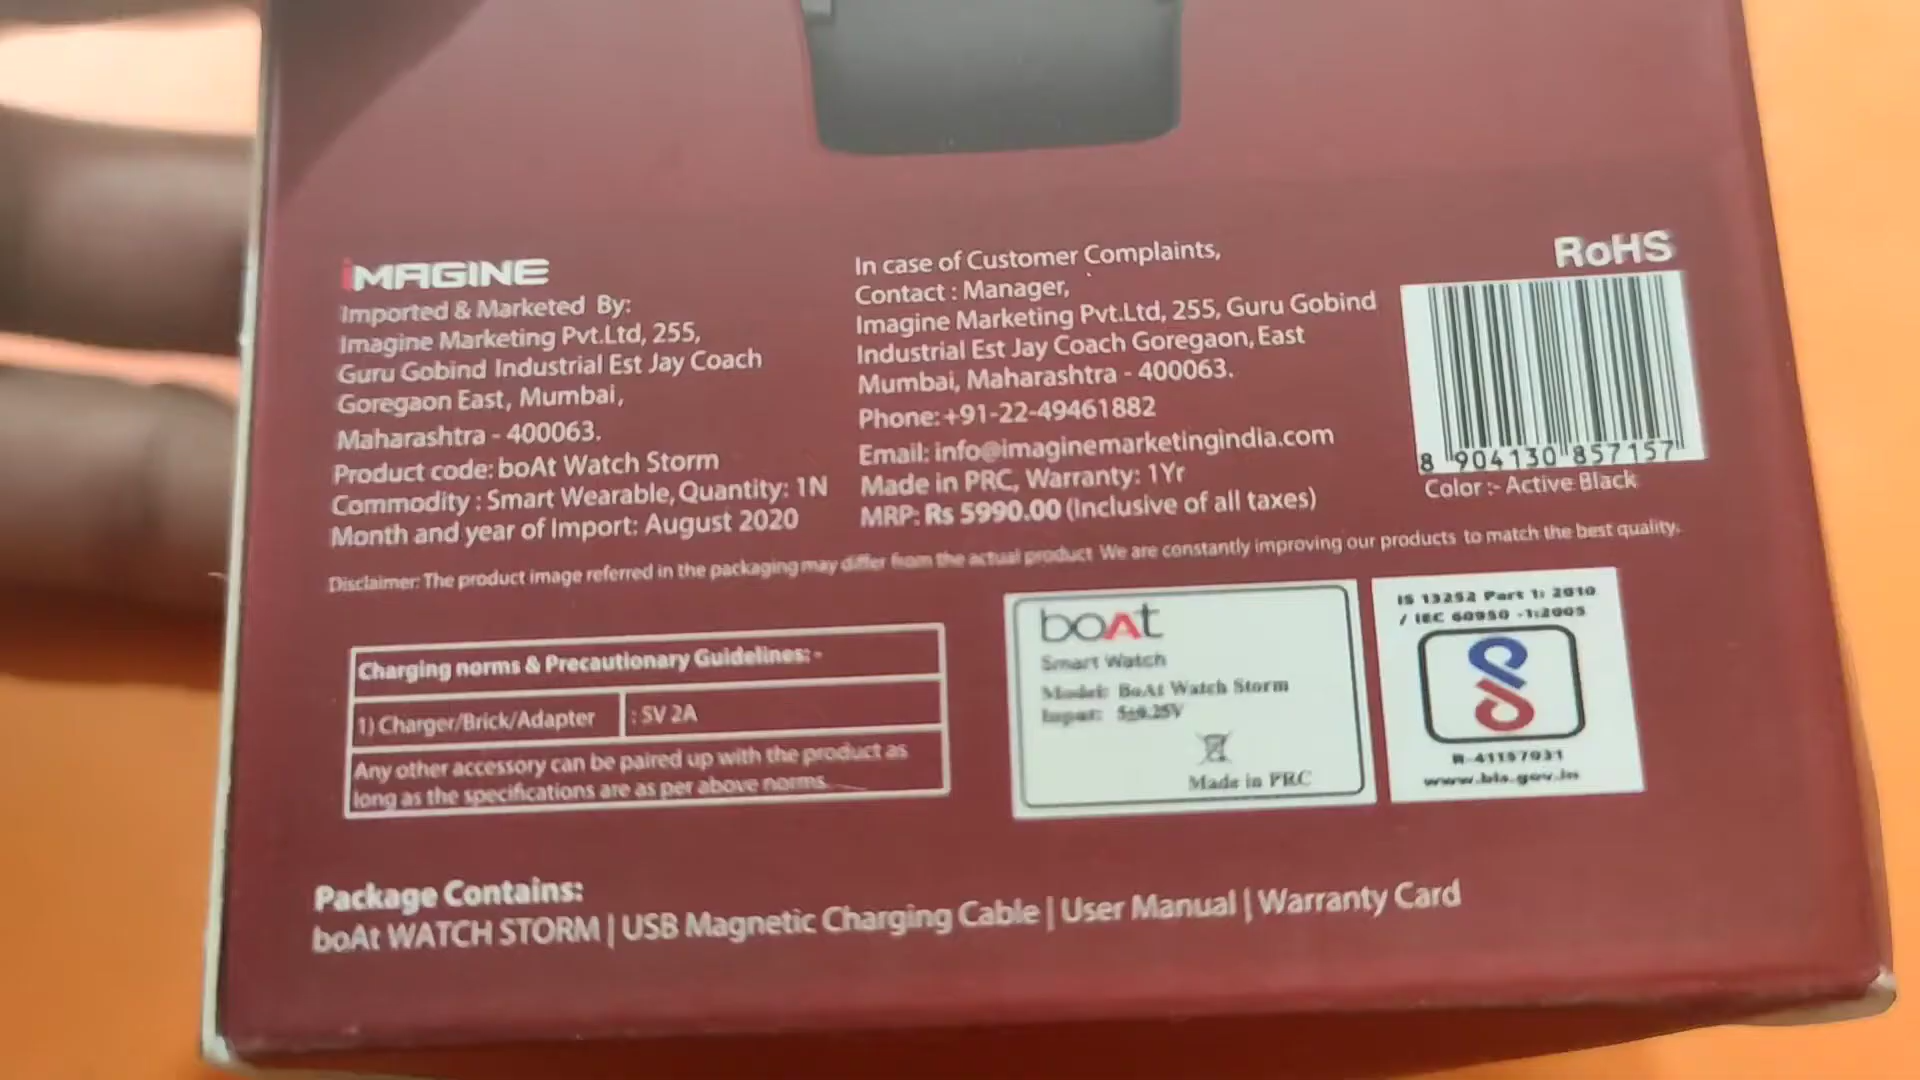 iMAGINE
Imported & Marketed By:
Imagine Marketing Pvt.Ltd, 255,
Guru Gobind Industrial Est Jay Coach
Goregaon East, Mumbai,
Maharashtra - 400063.
Product code: boAt Watch Storm
Commodity : Smart Wearable, Quantity: 1N
Month and year of Import: August 2020
In case of Customer Complaints,
Contact : Manager,
Imagine Marketing Pvt.Ltd, 255, Guru Gobind
Industrial Est Jay Coach Goregaon, East
Mumbai, Maharashtra - 400063.
Phone: +91-22-49461882
Email: info@imaginemarketingindia.com
Made in PRC, Warranty: 1Yr
MRP: Rs 5990.00 (Inclusive of all taxes)
RoHS
8 904130 857157
Color :- Active Black
Disclaimer: The product image referred in the packaging may differ from the actual product We are constantly improving our products to match the best quality.
Charging norms & Precautionary Guidelines: -
1) Charger/Brick/Adapter : 5V 2A
Any other accessory can be paired up with the product as
long as the specifications are as per above norms.
boAt
Smart Watch
Model: BoAt Watch Storm
Input: 5±0.25V
Made in PRC
IS 13252 Part 1: 2010
/ IEC 60950 -1:2005
R-41157031
www.bis.gov.in
Package Contains:
boAt WATCH STORM | USB Magnetic Charging Cable | User Manual | Warranty Card